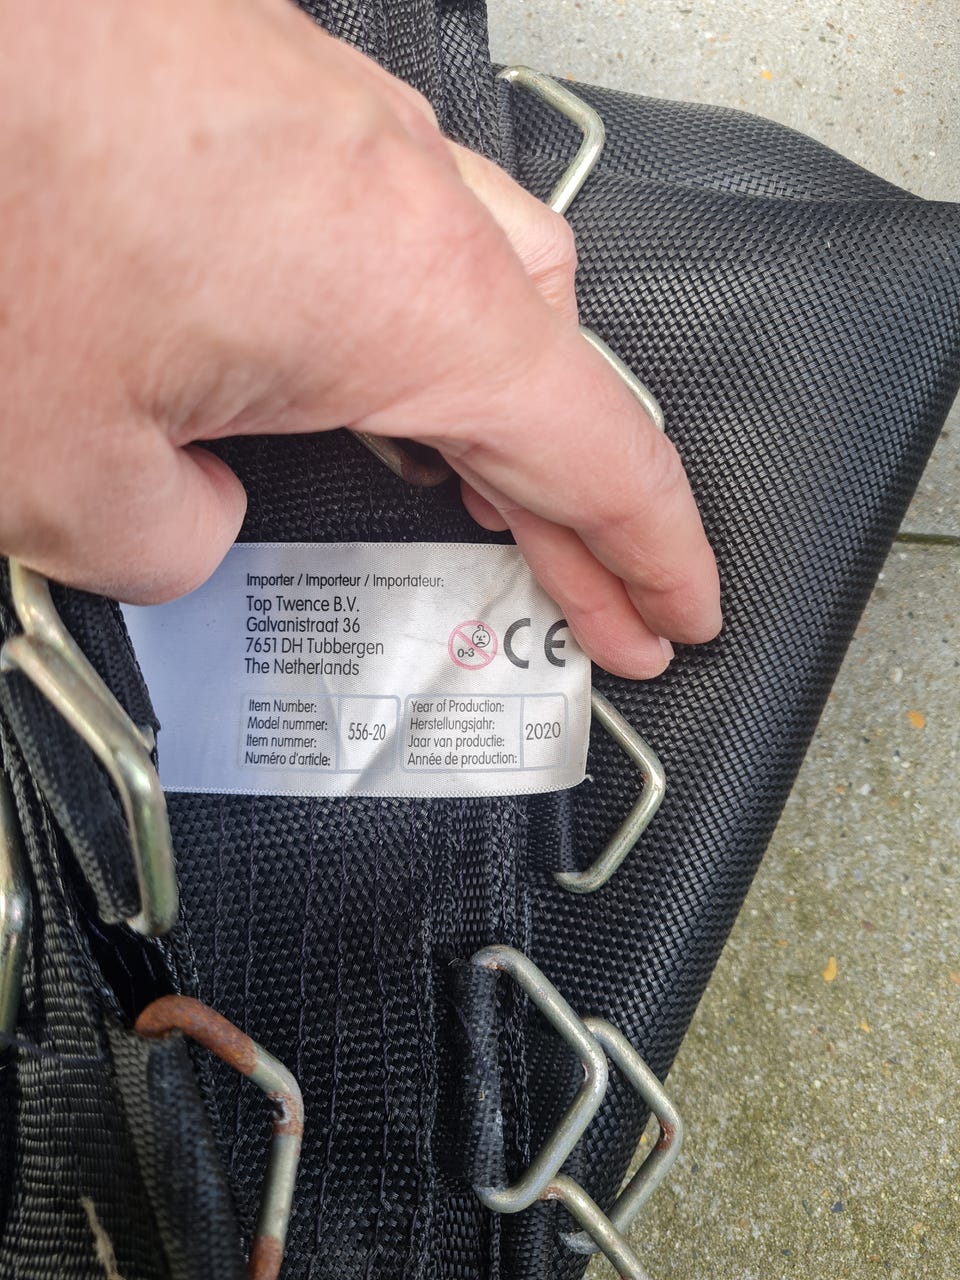 Importer / Importeur / Importateur:
Top Twence B.V.
Galvanistraat 36
7651 DH Tubbergen
The Netherlands
0-3 CE
Item Number:
Model nummer:
Item nummer:
Numéro d'article:
556-20
Year of Production:
Herstellungsjahr:
Jaar van productie:
Année de production:
2020